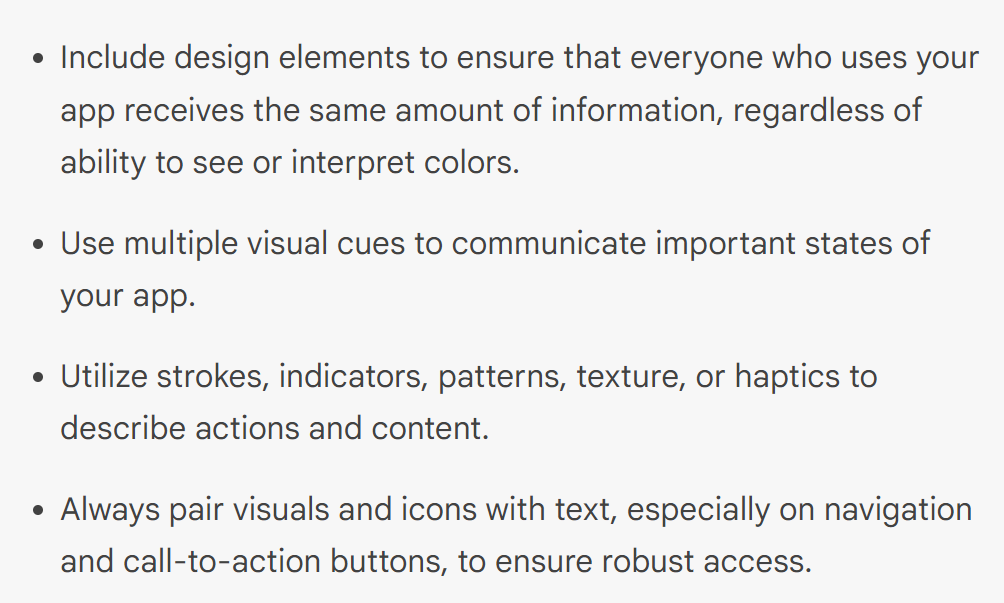 • Include design elements to ensure that everyone who uses your
app receives the same amount of information, regardless of
ability to see or interpret colors.
• Use multiple visual cues to communicate important states of
your app.
• Utilize strokes, indicators, patterns, texture, or haptics to
describe actions and content.
• Always pair visuals and icons with text, especially on navigation
and call-to-action buttons, to ensure robust access.